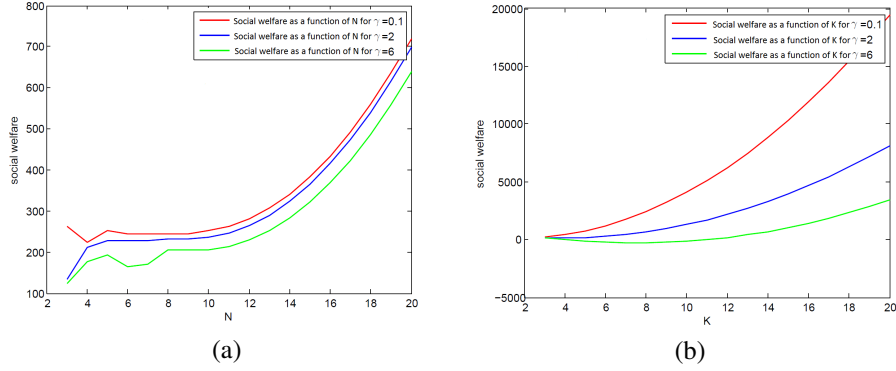 800
700
600
500
400
300
200
100
2 4 6 8 10 12 14 16 18 20
social welfare
N
Social welfare as a function of N for γ=0.1
Social welfare as a function of N for γ=2
Social welfare as a function of N for γ=6
(a)
20000
15000
10000
5000
0
−5000
2 4 6 8 10 12 14 16 18 20
social welfare
K
Social welfare as a function of K for γ=0.1
Social welfare as a function of K for γ=2
Social welfare as a function of K for γ=6
(b)